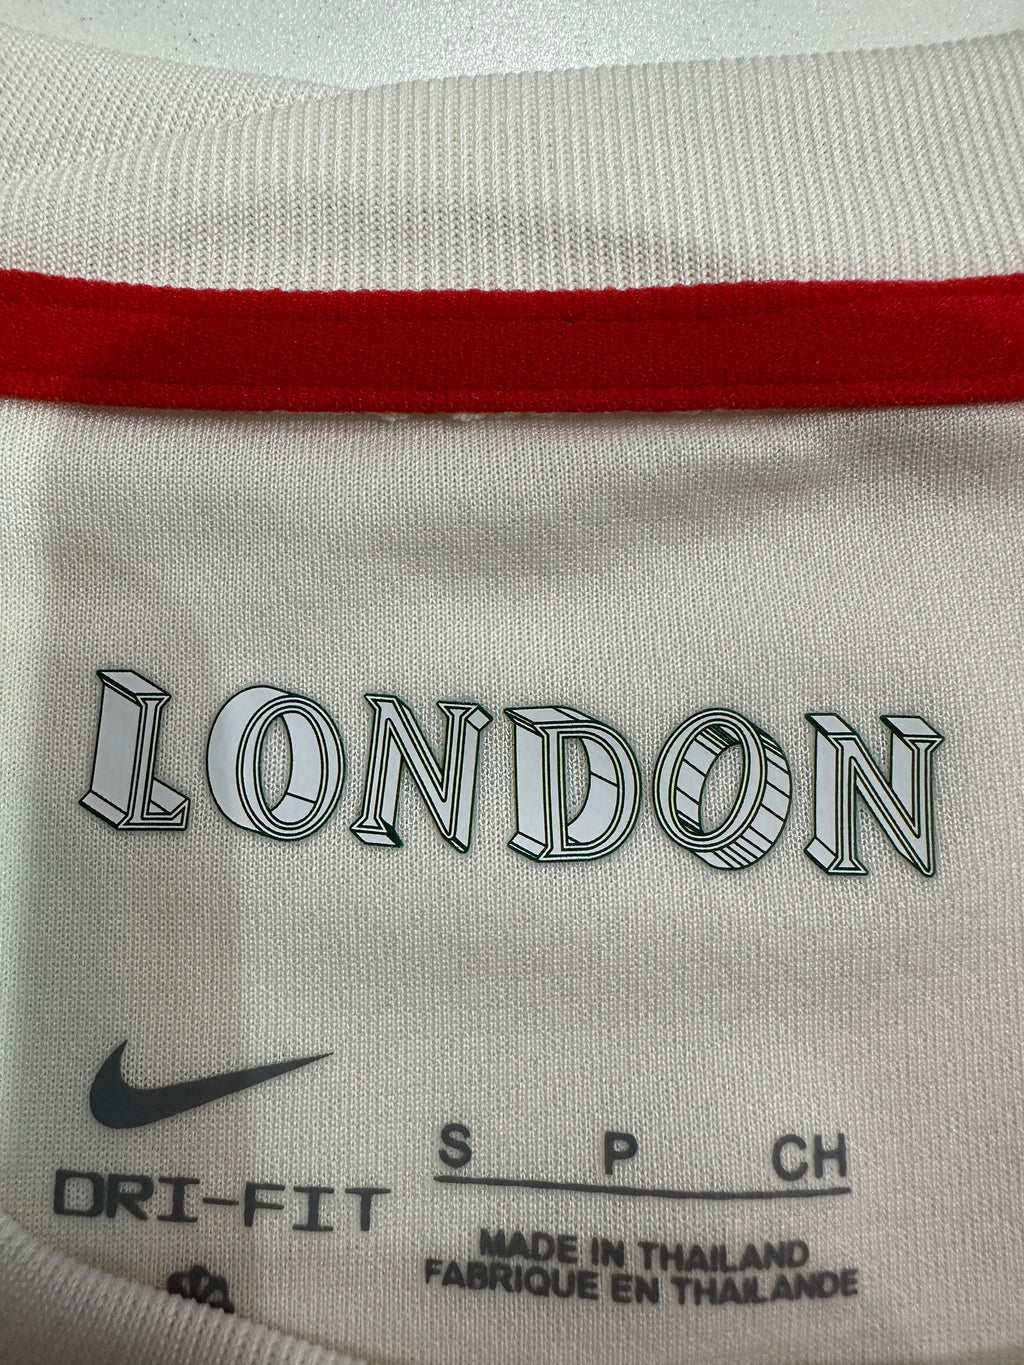 LONDON
DRI-FIT
S P CH
MADE IN THAILAND
FABRIQUE EN THAILANDE